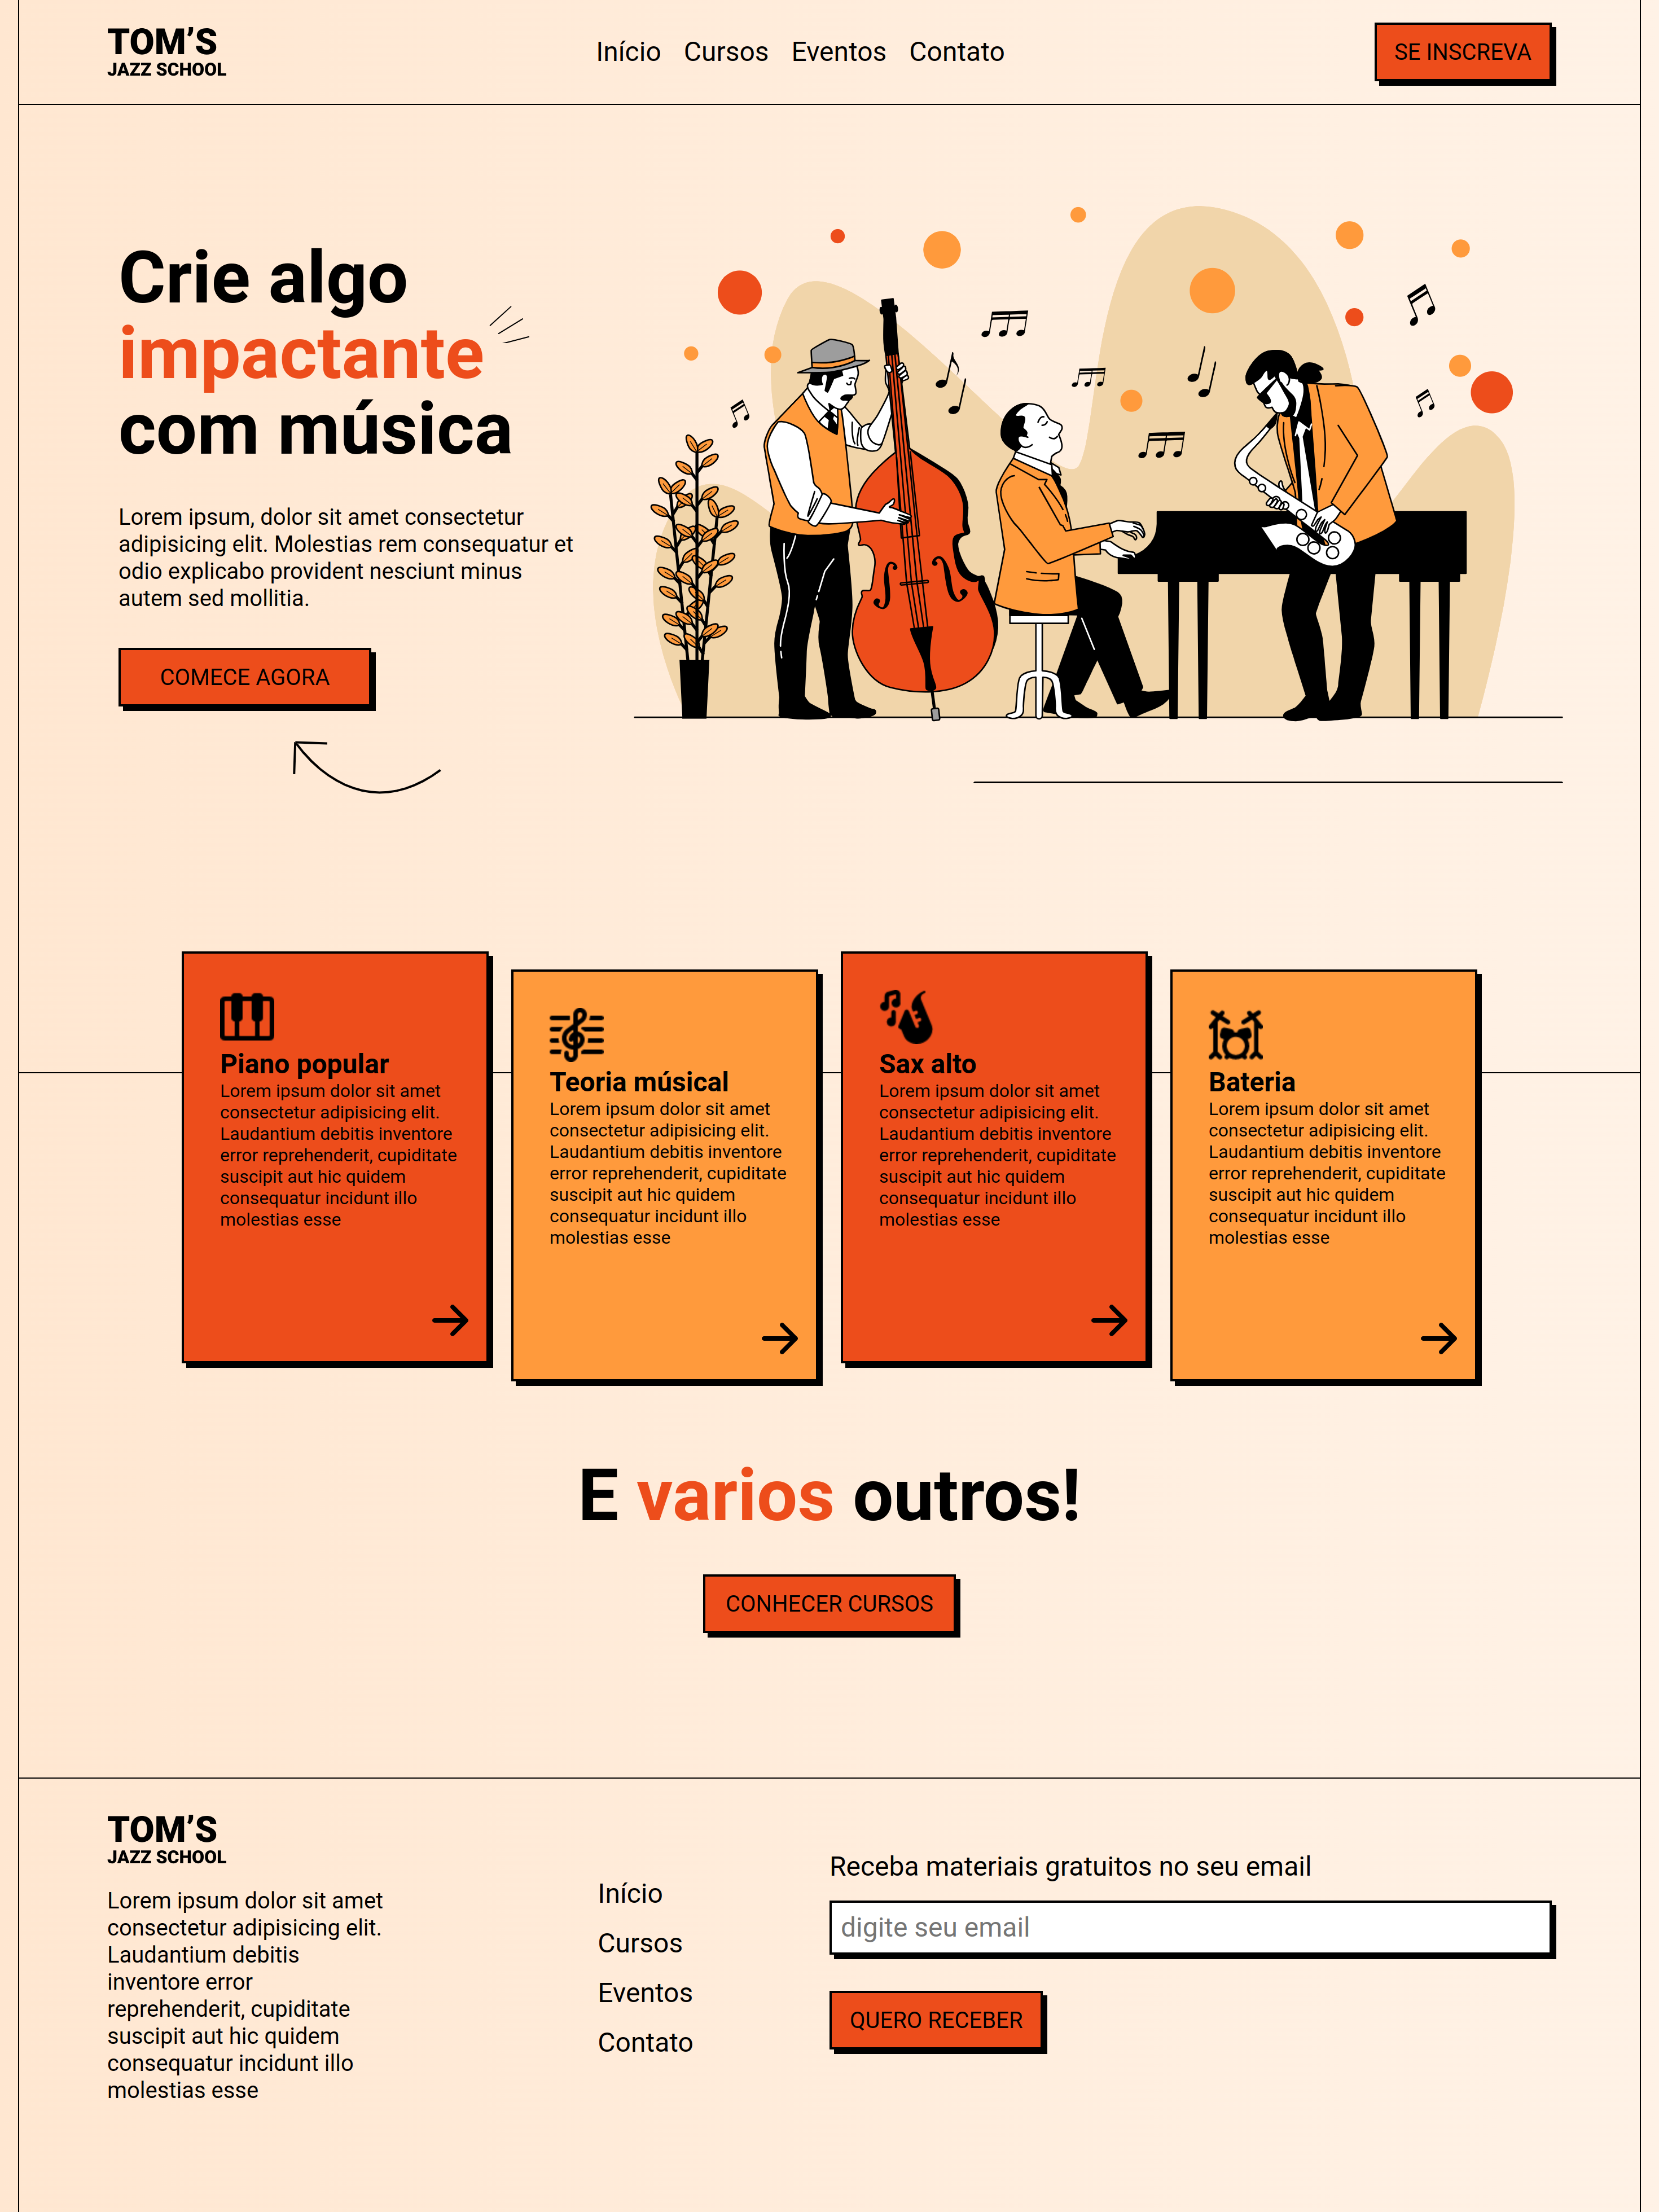 TOM'S
JAZZ SCHOOL
Início Cursos Eventos Contato
SE INSCREVA
Crie algo
impactante
com música
Lorem ipsum, dolor sit amet consectetur
adipisicing elit. Molestias rem consequatur et
odio explicabo provident nesciunt minus
autem sed mollitia.
COMECE AGORA
Piano popular
Lorem ipsum dolor sit amet
consectetur adipisicing elit.
Laudantium debitis inventore
error reprehenderit, cupiditate
suscipit aut hic quidem
consequatur incidunt illo
molestias esse
Teoria músical
Lorem ipsum dolor sit amet
consectetur adipisicing elit.
Laudantium debitis inventore
error reprehenderit, cupiditate
suscipit aut hic quidem
consequatur incidunt illo
molestias esse
Sax alto
Lorem ipsum dolor sit amet
consectetur adipisicing elit.
Laudantium debitis inventore
error reprehenderit, cupiditate
suscipit aut hic quidem
consequatur incidunt illo
molestias esse
Bateria
Lorem ipsum dolor sit amet
consectetur adipisicing elit.
Laudantium debitis inventore
error reprehenderit, cupiditate
suscipit aut hic quidem
consequatur incidunt illo
molestias esse
E varios outros!
CONHECER CURSOS
TOM'S
JAZZ SCHOOL
Lorem ipsum dolor sit amet
consectetur adipisicing elit.
Laudantium debitis
inventore error
reprehenderit, cupiditate
suscipit aut hic quidem
consequatur incidunt illo
molestias esse
Início
Cursos
Eventos
Contato
Receba materiais gratuitos no seu email
digite seu email
QUERO RECEBER